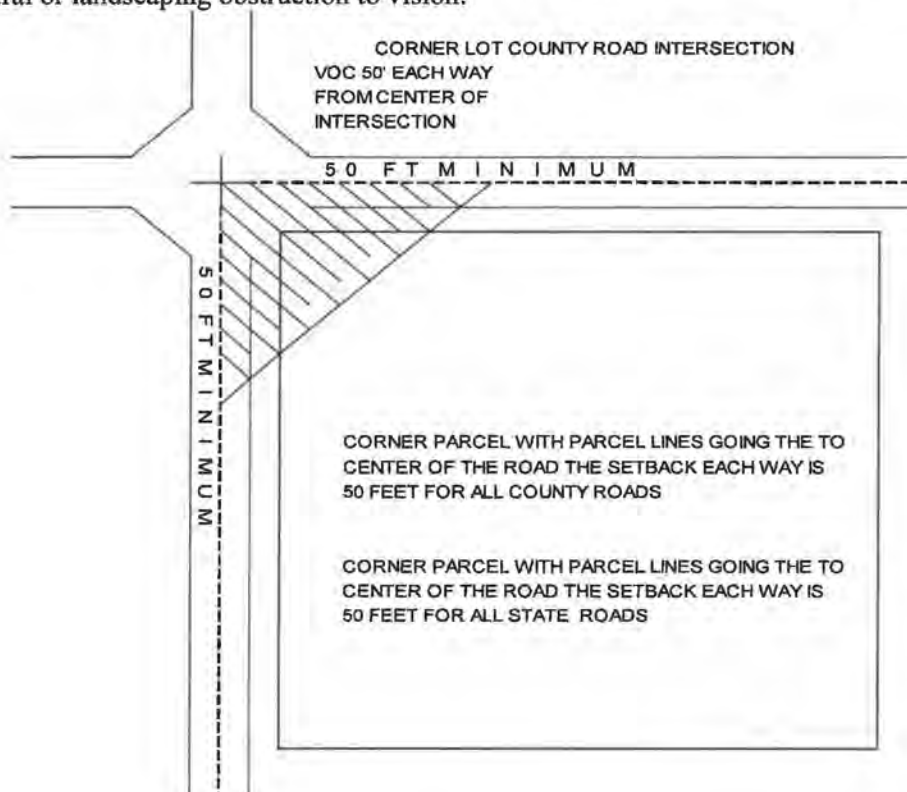 or landscaping obstruction to vision.
CORNER LOT COUNTY ROAD INTERSECTION
VOC 50' EACH WAY
FROM CENTER OF
INTERSECTION
50 FT MINIMUM
50 FT MINIMUM
CORNER PARCEL WITH PARCEL LINES GOING THE TO
CENTER OF THE ROAD THE SETBACK EACH WAY IS
50 FEET FOR ALL COUNTY ROADS
CORNER PARCEL WITH PARCEL LINES GOING THE TO
CENTER OF THE ROAD THE SETBACK EACH WAY IS
50 FEET FOR ALL STATE ROADS